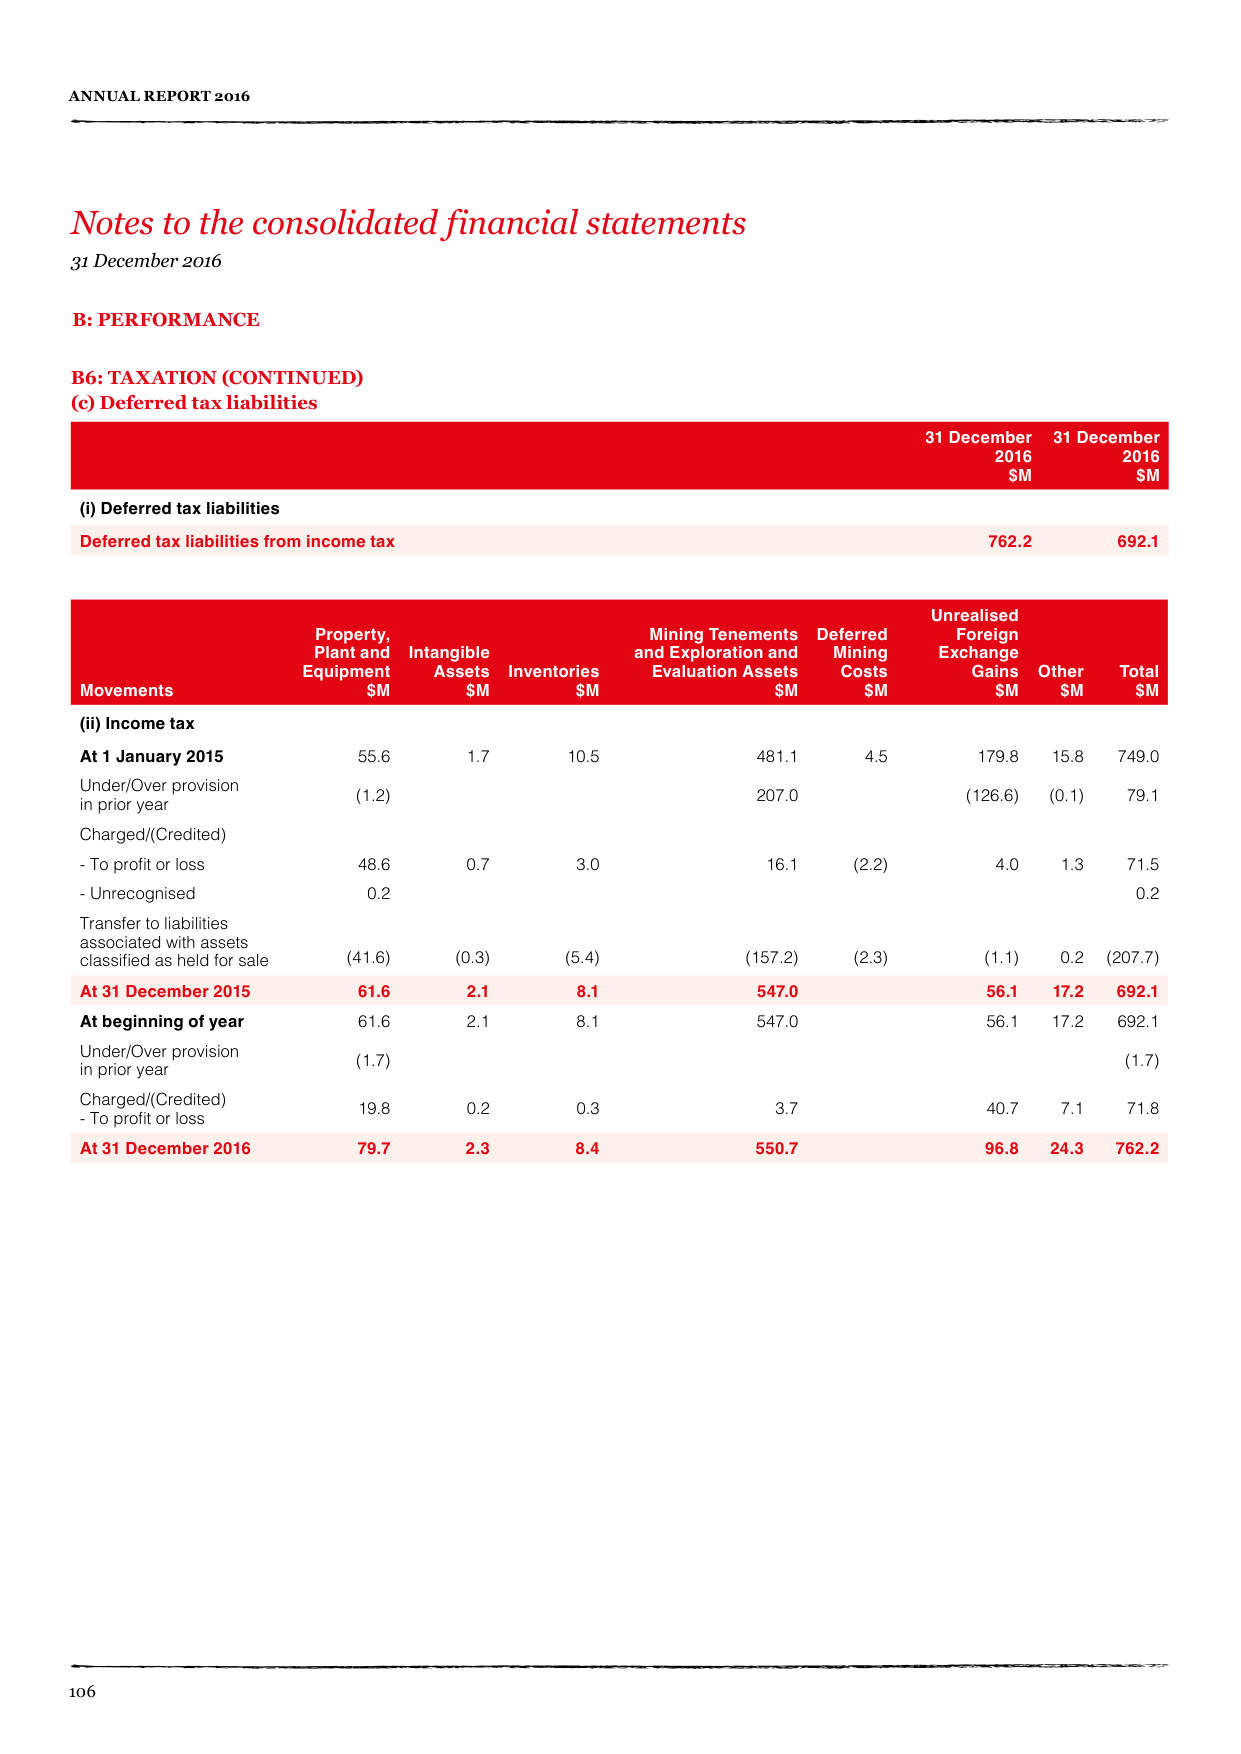 ANNUAL REPORT 2016
Notes to the consolidated financial statements
31 December 2016
B: PERFORMANCE
B6: TAXATION (CONTINUED)
(c) Deferred tax liabilities
31 December 2016 $M 31 December 2016 $M
(i) Deferred tax liabilities
Deferred tax liabilities from income tax 762.2 692.1
Movements Property, Plant and Equipment $M Intangible Assets $M Inventories $M Mining Tenements and Exploration and Evaluation Assets $M Deferred Mining Costs $M Unrealised Foreign Exchange Gains $M Other $M Total $M
(ii) Income tax
At 1 January 2015 55.6 1.7 10.5 481.1 4.5 179.8 15.8 749.0
Under/Over provision in prior year (1.2) 207.0 (126.6) (0.1) 79.1
Charged/(Credited)
- To profit or loss 48.6 0.7 3.0 16.1 (2.2) 4.0 1.3 71.5
- Unrecognised 0.2 0.2
Transfer to liabilities associated with assets classified as held for sale (41.6) (0.3) (5.4) (157.2) (2.3) (1.1) 0.2 (207.7)
At 31 December 2015 61.6 2.1 8.1 547.0 56.1 17.2 692.1
At beginning of year 61.6 2.1 8.1 547.0 56.1 17.2 692.1
Under/Over provision in prior year (1.7) (1.7)
Charged/(Credited)
- To profit or loss 19.8 0.2 0.3 3.7 40.7 7.1 71.8
At 31 December 2016 79.7 2.3 8.4 550.7 96.8 24.3 762.2
106